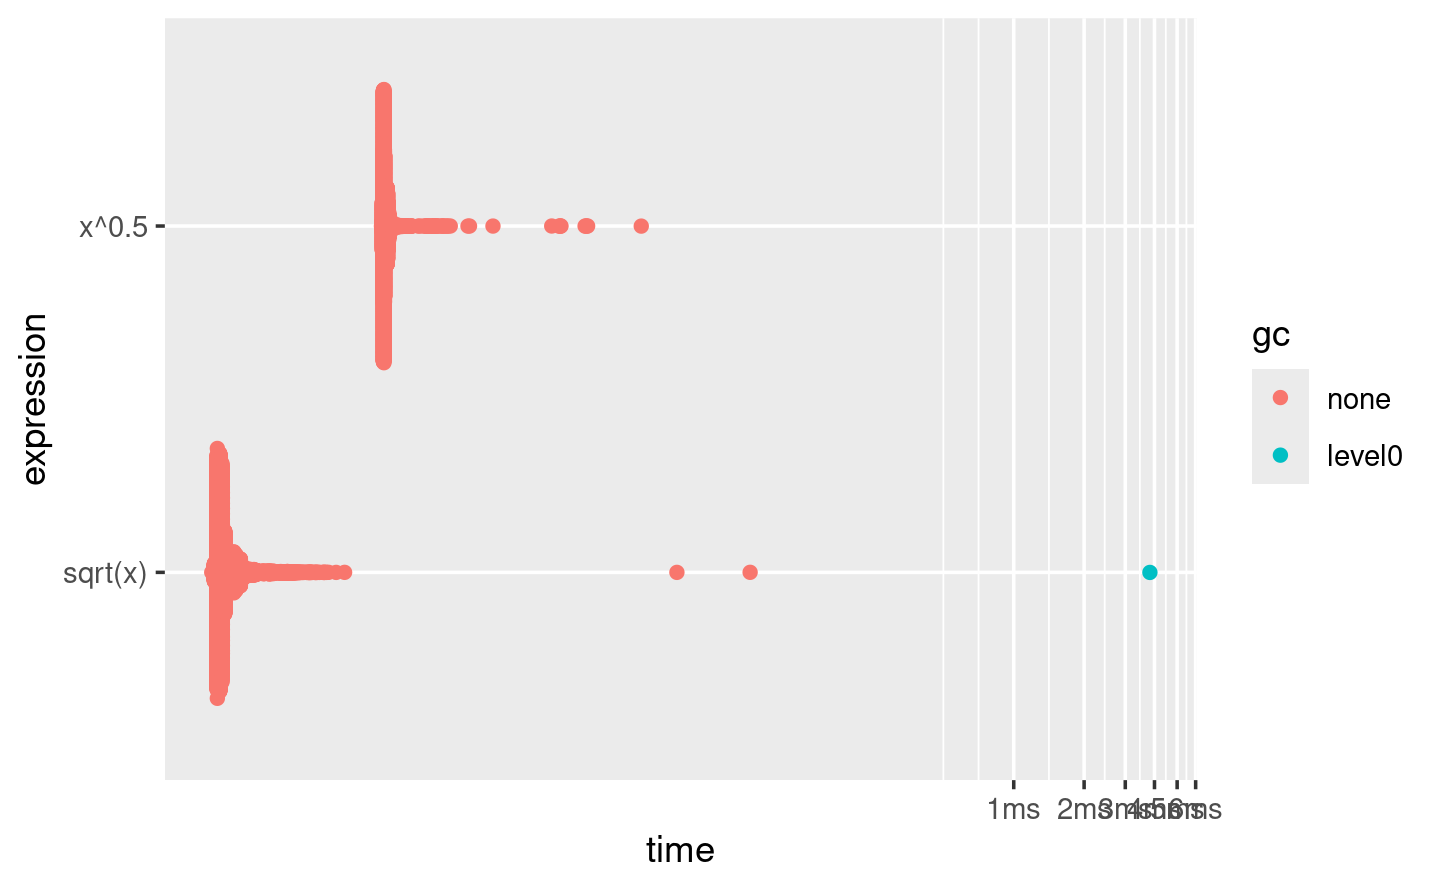 x^0.5
sqrt(x)
expression
1ms
2ms
time
gc
none
level0